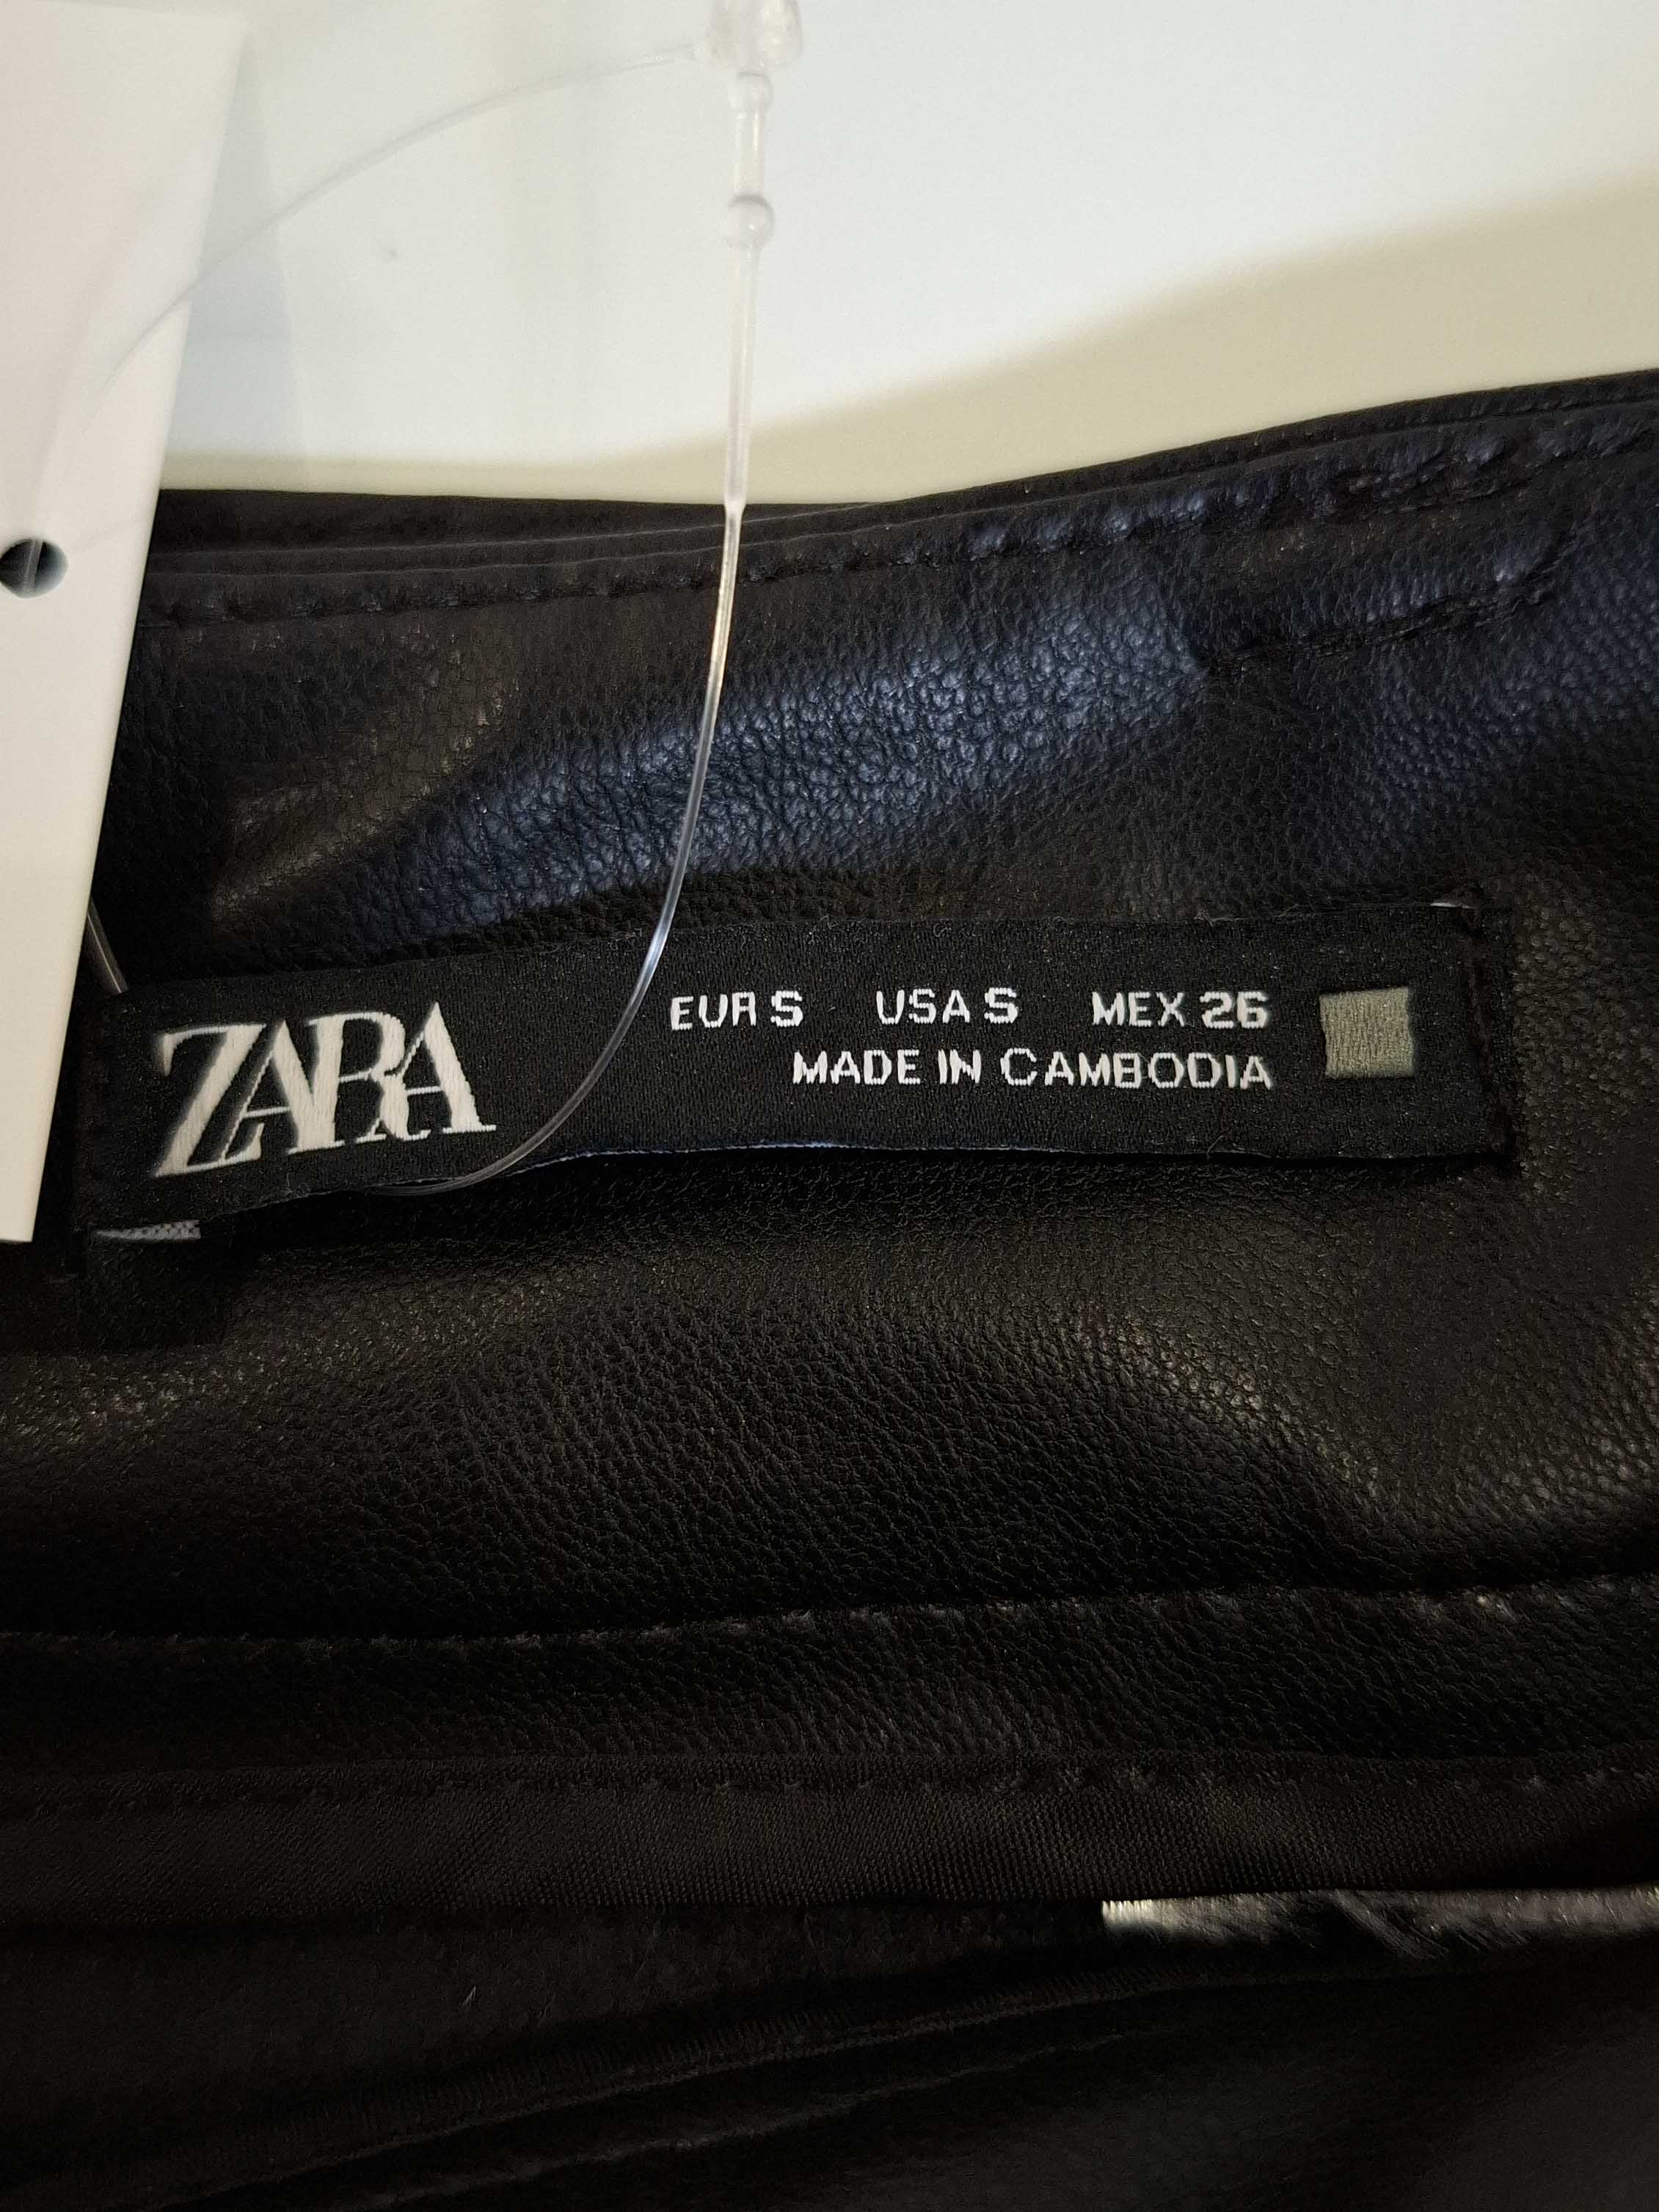 ZARA
EUR S USA S MEX 26
MADE IN CAMBODIA